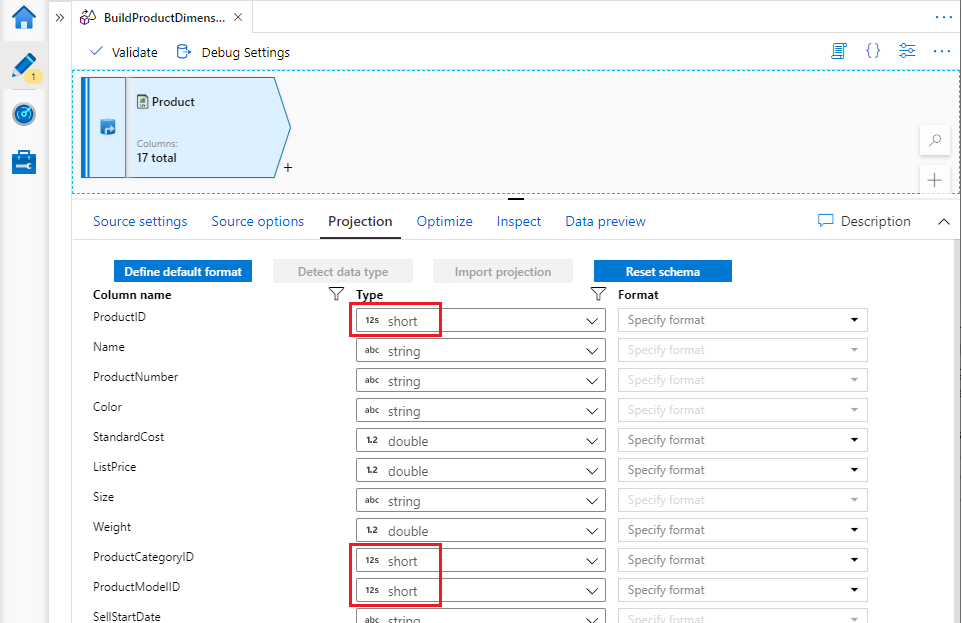 BuildProductDimens...
Validate
Debug Settings
1
Product
Columns:
17 total
Source settings
Source options
Projection
Optimize
Inspect
Data preview
Description
Define default format
Detect data type
Import projection
Reset schema
Column name
Type
Format
ProductID
12s short
Specify format
Name
abc string
Specify format
ProductNumber
abc string
Specify format
Color
abc string
Specify format
StandardCost
1.2 double
Specify format
ListPrice
1.2 double
Specify format
Size
abc string
Specify format
Weight
1.2 double
Specify format
ProductCategoryID
12s short
Specify format
ProductModelID
12s short
Specify format
SellStartDate
abc string
Specify format